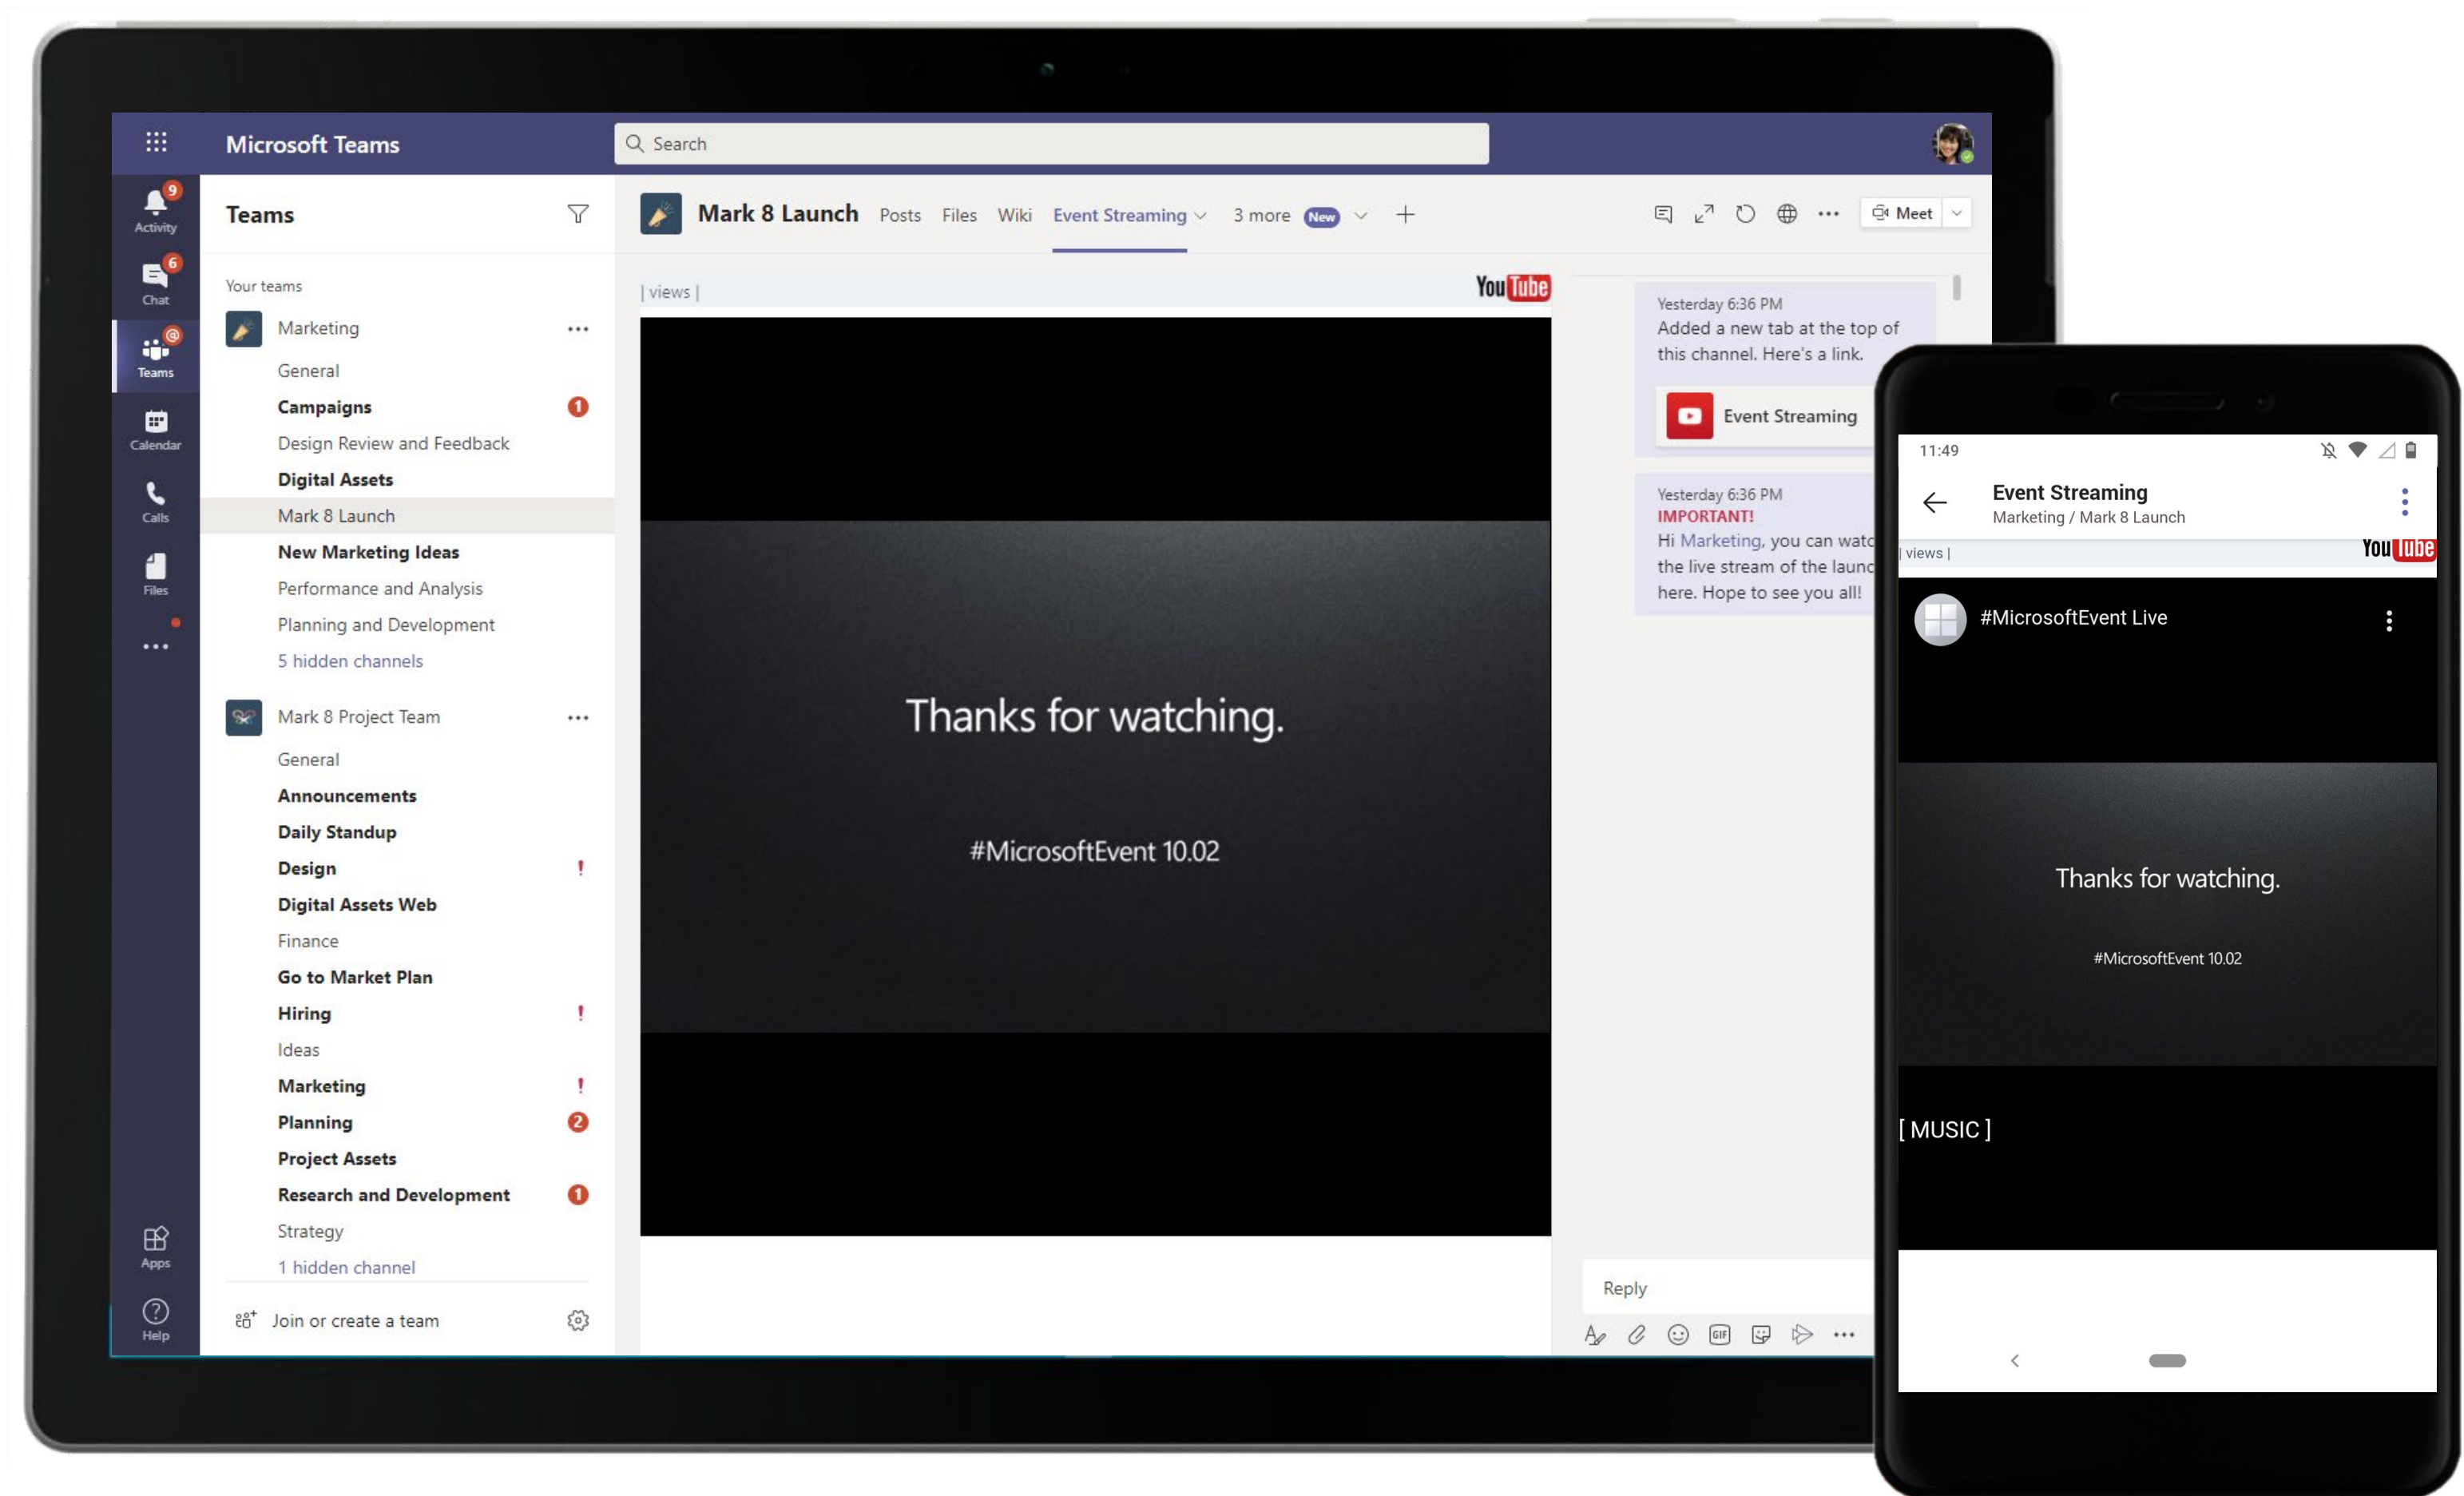 Microsoft Teams
Search
9
Activity
6
Chat
@
Teams
Calendar
Calls
Files
Apps
Help
Teams
Your teams
Marketing
General
Campaigns 1
Design Review and Feedback
Digital Assets
Mark 8 Launch
New Marketing Ideas
Performance and Analysis
Planning and Development
5 hidden channels
Mark 8 Project Team
General
Announcements
Daily Standup
Design !
Digital Assets Web
Finance
Go to Market Plan
Hiring !
Ideas
Marketing !
Planning 2
Project Assets
Research and Development 1
Strategy
1 hidden channel
Join or create a team
Mark 8 Launch Posts Files Wiki Event Streaming 3 more New
Meet
| views |
YouTube
Thanks for watching.
#MicrosoftEvent 10.02
Yesterday 6:36 PM
Added a new tab at the top of
this channel. Here's a link.
Event Streaming
Yesterday 6:36 PM
IMPORTANT!
Hi Marketing, you can watc
the live stream of the launc
here. Hope to see you all!
Reply
GIF
11:49
Event Streaming
Marketing / Mark 8 Launch
| views |
YouTube
#MicrosoftEvent Live
Thanks for watching.
#MicrosoftEvent 10.02
[ MUSIC ]